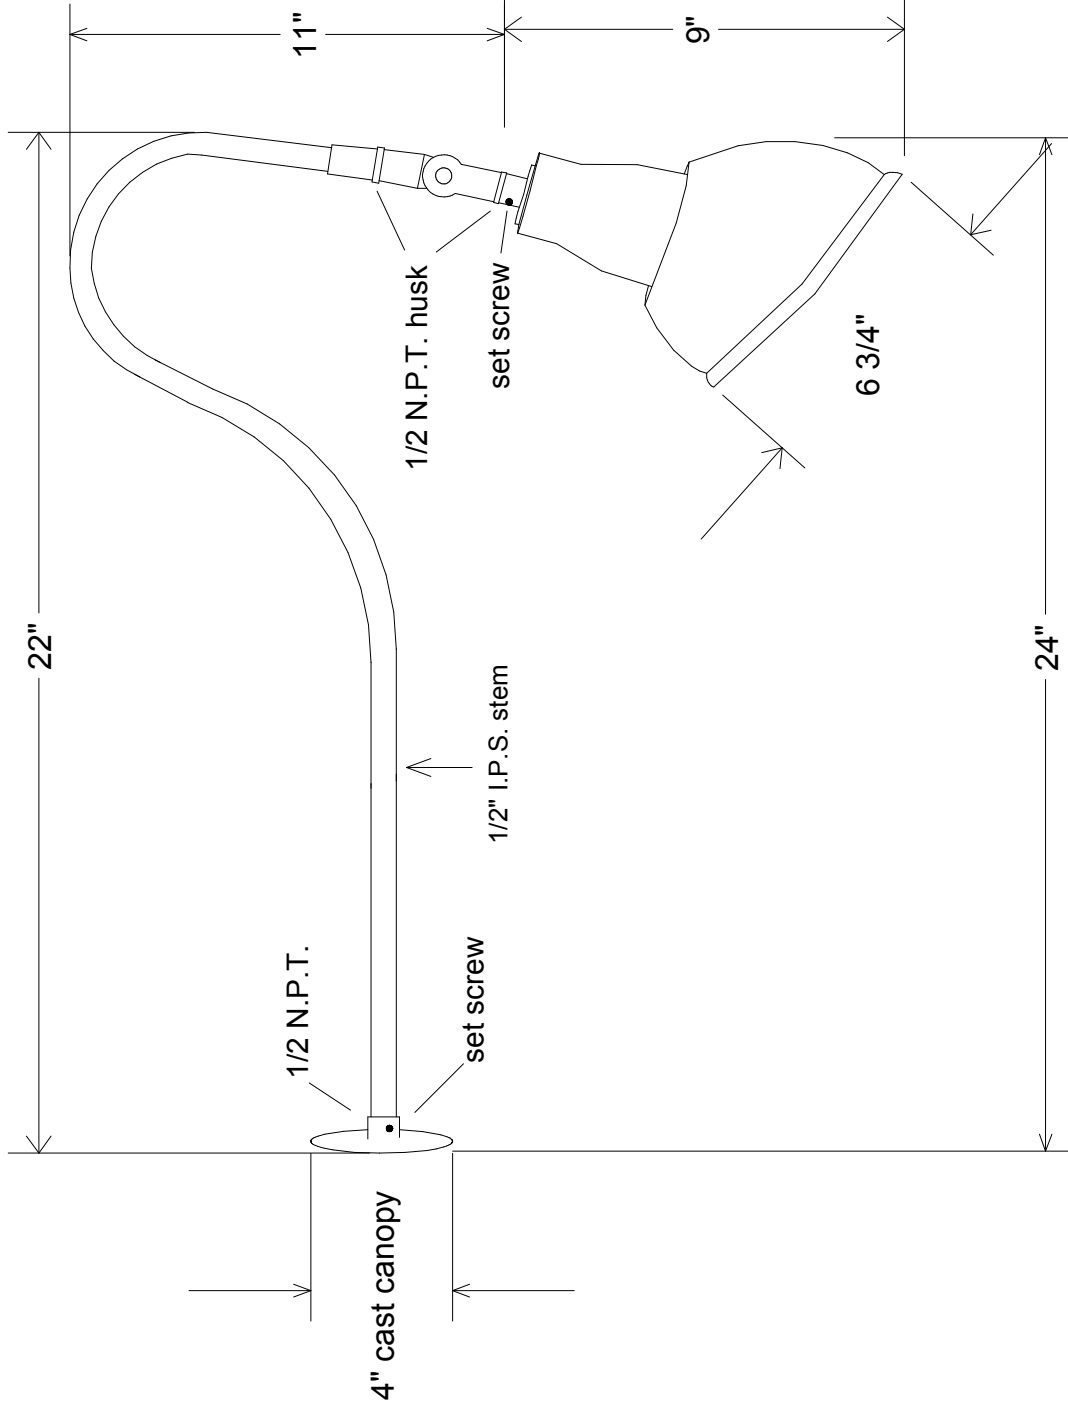 22"
11"
9"
1/2 N.P.T. husk
set screw
6 3/4"
1/2" I.P.S. stem
1/2 N.P.T.
set screw
4" cast canopy
24"